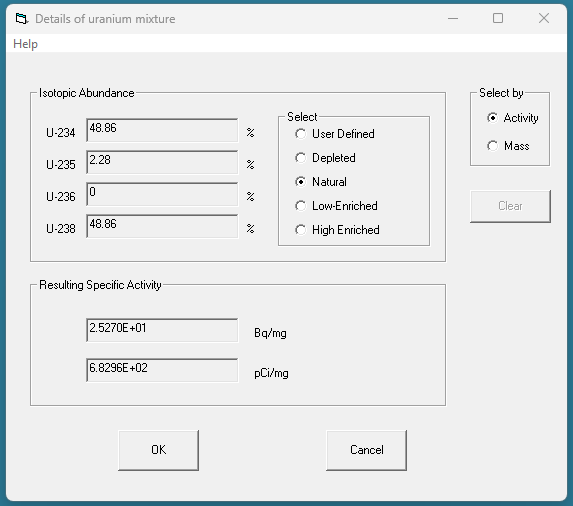 Details of uranium mixture
Help
Isotopic Abundance
Select by
Select
U-234 48.86 %
User Defined
Activity
U-235 2.28 %
Depleted
Mass
U-236 0 %
Natural
Clear
U-238 48.86 %
Low-Enriched
High Enriched
Resulting Specific Activity
2.5270E+01 Bq/mg
6.8296E+02 pCi/mg
OK
Cancel